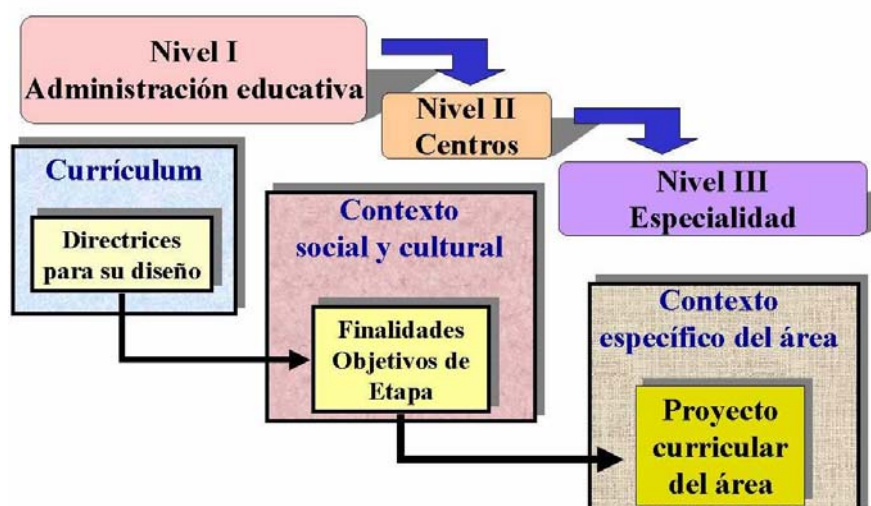 Nivel I
Administración educativa
Nivel II
Centros
Nivel III
Especialidad
Currículum
Directrices
para su diseño
Contexto
social y cultural
Finalidades
Objetivos de
Etapa
Contexto
específico del área
Proyecto
curricular
del área